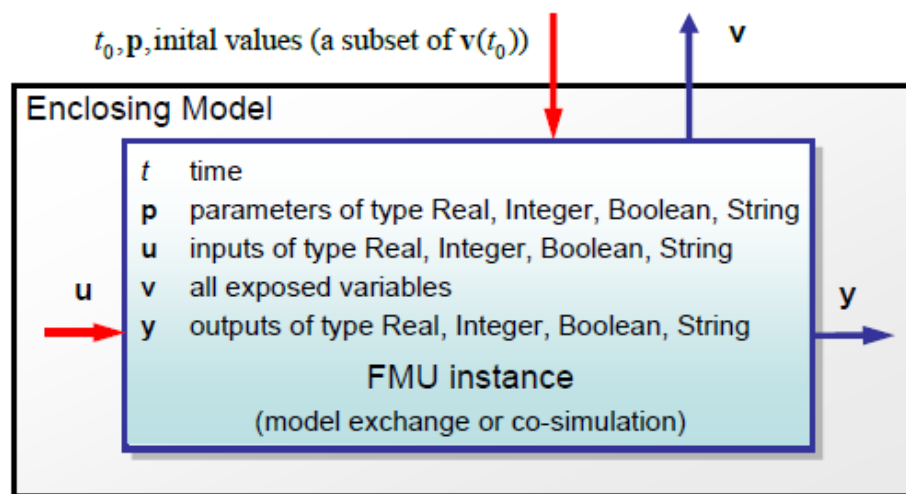 t0,p,inital values (a subset of v(t0))
v
Enclosing Model
t time
p parameters of type Real, Integer, Boolean, String
u inputs of type Real, Integer, Boolean, String
u
v all exposed variables
y
y outputs of type Real, Integer, Boolean, String
FMU instance
(model exchange or co-simulation)